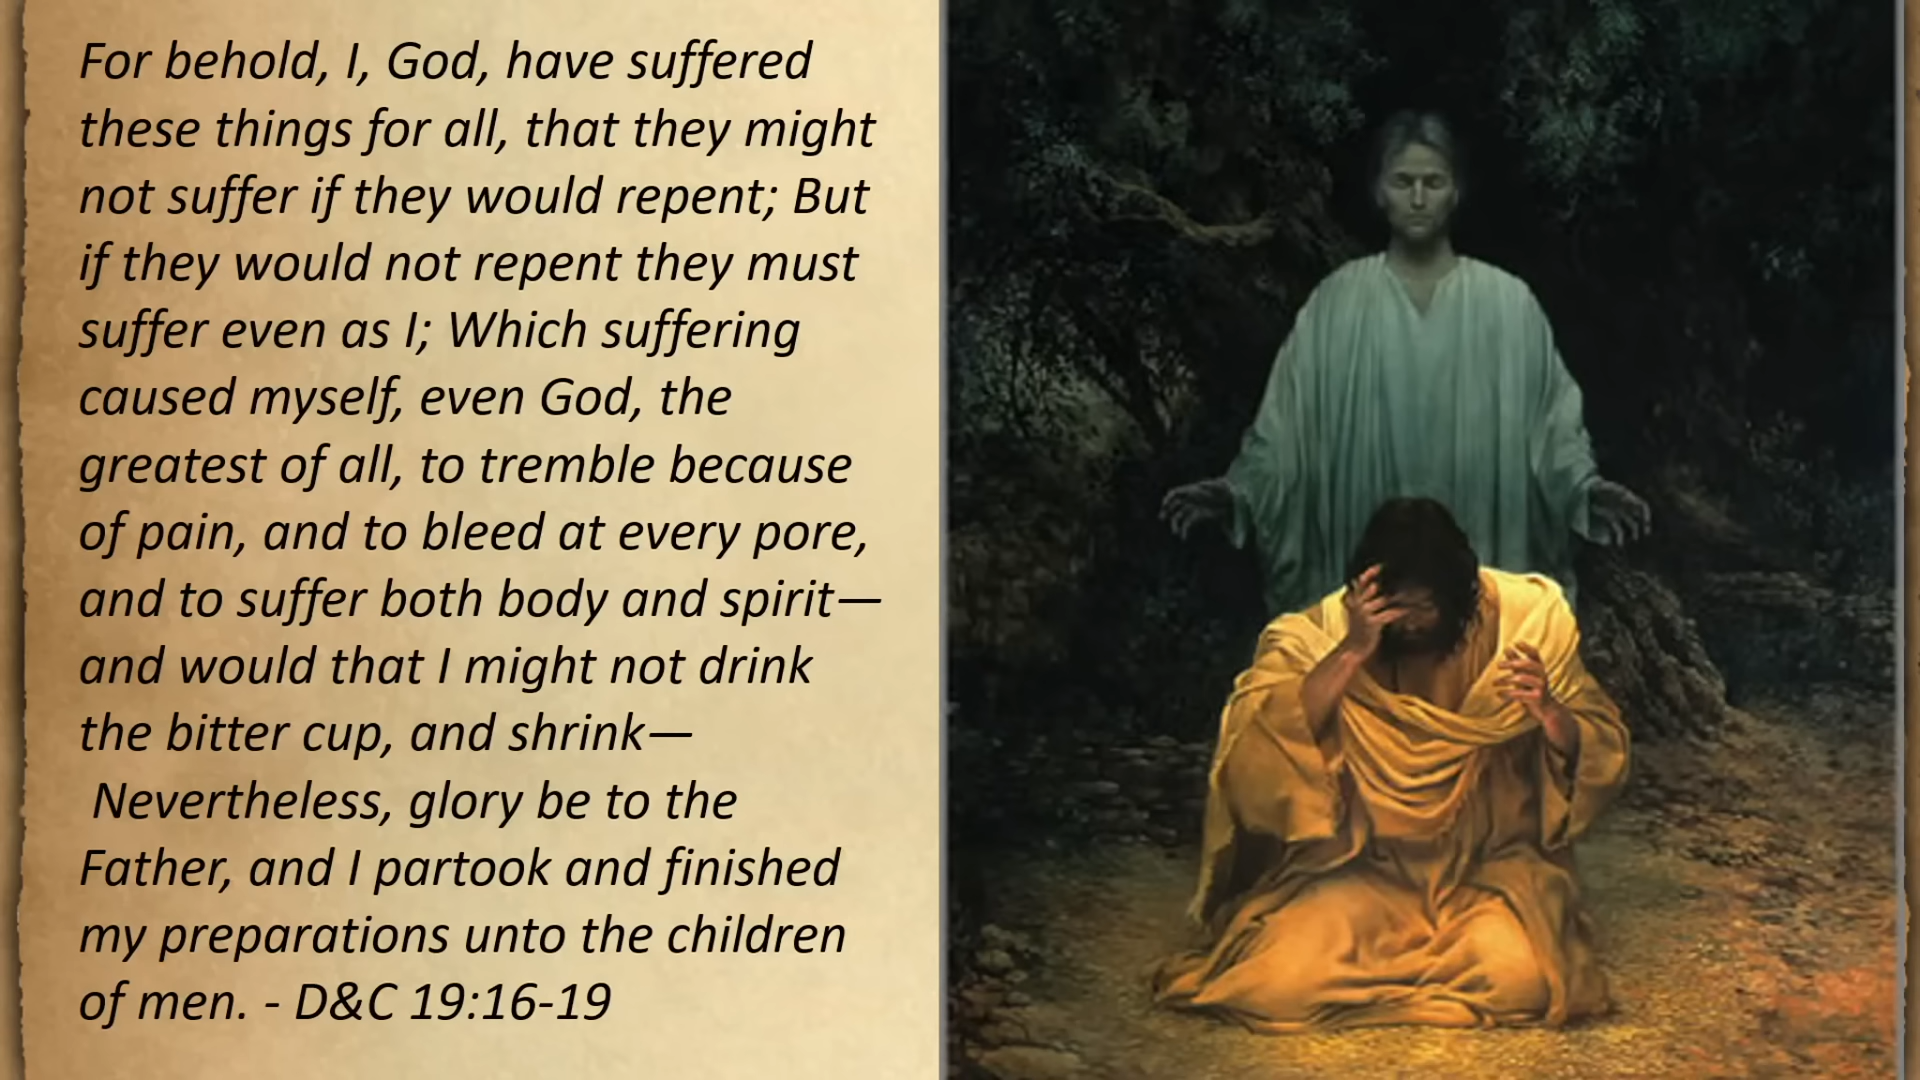 For behold, I, God, have suffered
these things for all, that they might
not suffer if they would repent; But
if they would not repent they must
suffer even as I; Which suffering
caused myself, even God, the
greatest of all, to tremble because
of pain, and to bleed at every pore,
and to suffer both body and spirit—
and would that I might not drink
the bitter cup, and shrink—
Nevertheless, glory be to the
Father, and I partook and finished
my preparations unto the children
of men. - D&C 19:16-19